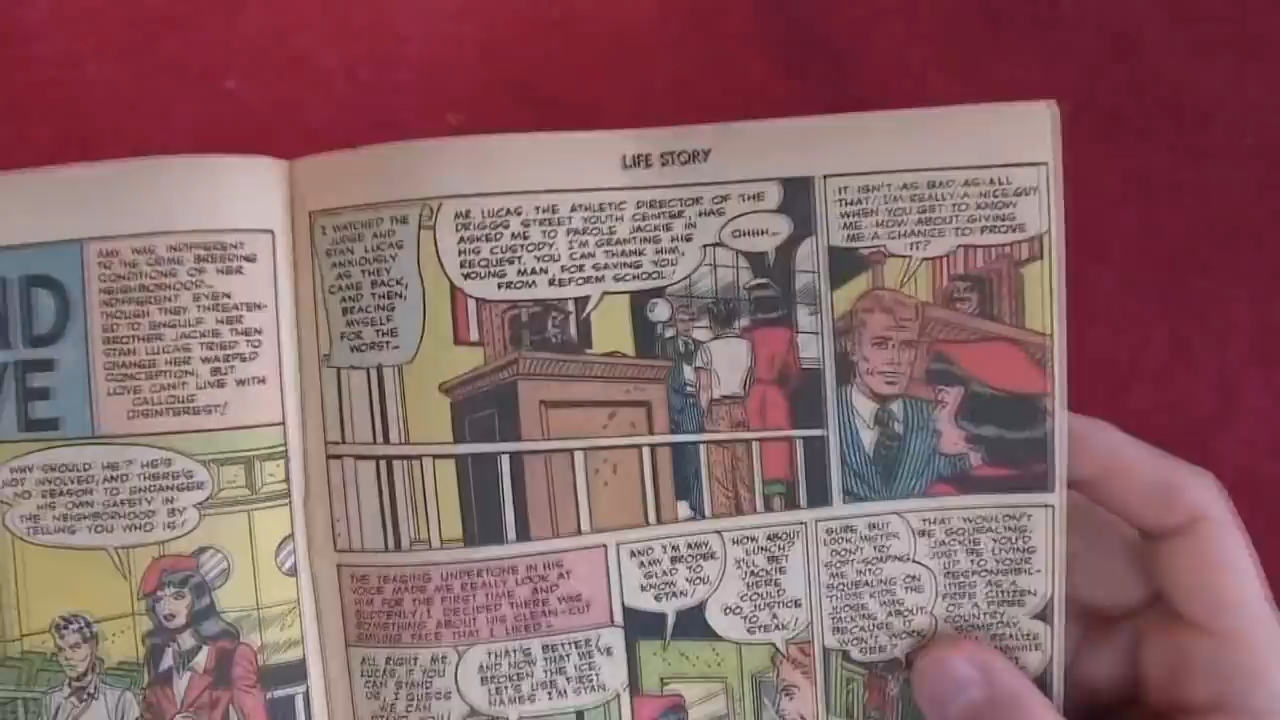 LIFE STORY
ND
VE
AMY WAS INDIFFERENT
TO THE CRIME-BREEDING
CONDITIONS OF HER
NEIGHBORHOOD...
INDIFFERENT EVEN
THOUGH THEY THREATEN-
ED TO ENGULF HER
BROTHER JACKIE. THEN
STAN LUCAS TRIED TO
CHANGE HER WARPED
CONCEPTION, BUT
LOVE CAN'T LIVE WITH
CALLOUS
DISINTEREST!
WHY SHOULD HE? HE'S
NOT INVOLVED, AND THERE'S
NO REASON TO ENDANGER
HIS OWN SAFETY IN
THE NEIGHBORHOOD BY
TELLING YOU WHO IS!
I WATCHED THE
JUDGE AND
STAN LUCAS
ANXIOUSLY
AS THEY
CAME BACK,
AND THEN,
BRACING
MYSELF
FOR THE
WORST--
MR. LUCAS, THE ATHLETIC DIRECTOR OF THE
DRIGGS STREET YOUTH CENTER, HAS
ASKED ME TO PAROLE JACKIE IN
HIS CUSTODY. I'M GRANTING HIS
REQUEST. YOU CAN THANK HIM,
YOUNG MAN, FOR SAVING YOU
FROM REFORM SCHOOL!
OHHH--
IT ISN'T AS BAD AS ALL
THAT! I'M REALLY A NICE GUY
WHEN YOU GET TO KNOW
ME. HOW ABOUT GIVING
ME A CHANCE TO PROVE
IT?
THE TEASING UNDERTONE IN HIS
VOICE MADE ME REALLY LOOK AT
HIM FOR THE FIRST TIME, AND
SUDDENLY I DECIDED THERE WAS
SOMETHING ABOUT HIS CLEAN-CUT
SMILING FACE THAT I LIKED--
ALL RIGHT, MR.
LUCAS, IF YOU
CAN STAND
US, I GUESS
WE CAN
STAND YOU!
THAT'S BETTER!
AND NOW THAT WE'VE
BROKEN THE ICE,
LET'S USE FIRST
NAMES. I'M STAN.
AND I'M AMY,
AMY BRODER.
GLAD TO
KNOW YOU,
STAN!
HOW ABOUT
LUNCH?
I'LL BET
JACKIE
HERE
COULD
DO JUSTICE
TO A
STEAK!
SURE, BUT
LOOK, MISTER
DON'T TRY
SOFT-SOAPING
ME INTO
SQUEALING ON
THOSE KIDS THE
JUDGE WAS
TALKING ABOUT,
BECAUSE IT
WON'T WORK,
SEE?
THAT WOULDN'T
BE SQUEALING,
JACKIE. YOU'D
JUST BE LIVING
UP TO YOUR
RESPONSIBIL-
ITIES AS A
FREE CITIZEN
OF A FREE
COUNTRY.
SOMEDAY
REALIZE